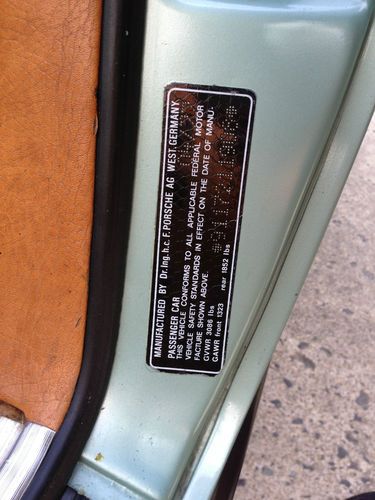 MANUFACTURED BY Dr.Ing.h.c.F.PORSCHE AG WEST.GERMANY
PASSENGER CAR
THIS VEHICLE CONFORMS TO ALL APPLICABLE FEDERAL MOTOR
VEHICLE SAFETY STANDARDS IN EFFECT ON THE DATE OF MANU-
FACTURE SHOWN ABOVE.
GVWR 3086 lbs
GAWR front 1323 rear 1852 lbs